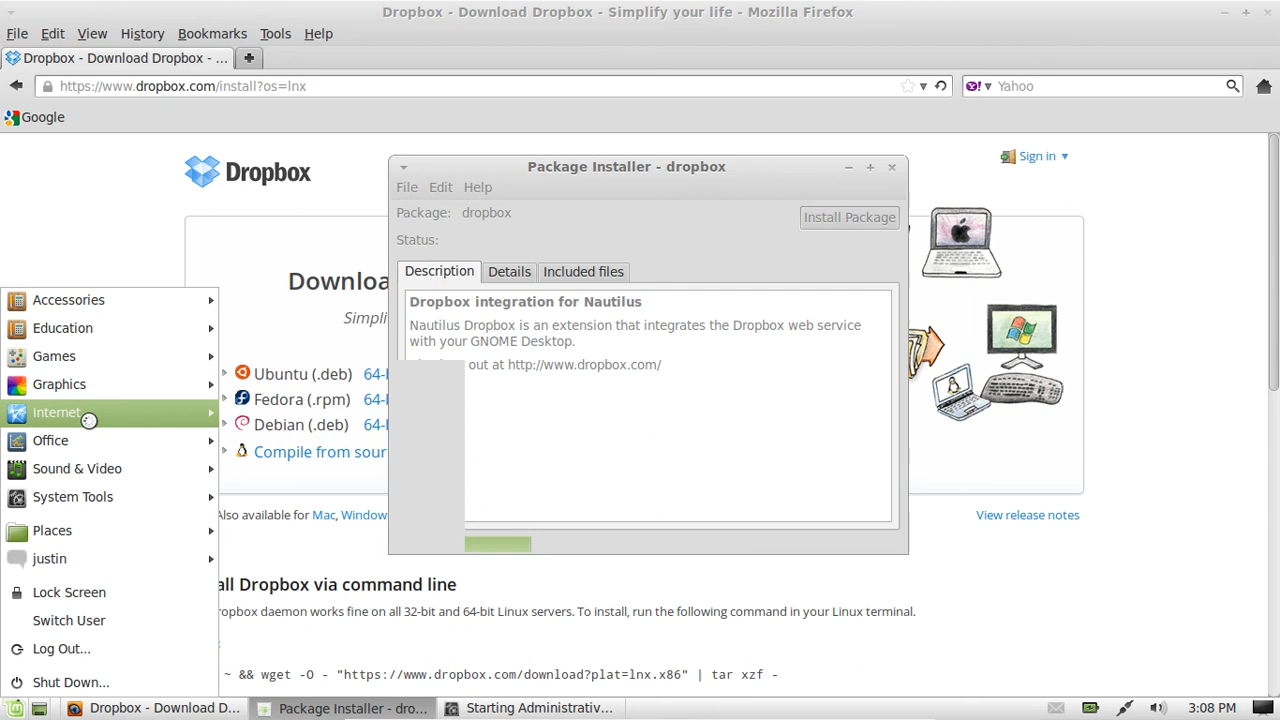 Dropbox - Download Dropbox - Simplify your life - Mozilla Firefox
File Edit View History Bookmarks Tools Help
Dropbox - Download Dropbox - ...
https://www.dropbox.com/install?os=lnx
Yahoo
Google
Dropbox
Sign in
Package Installer - dropbox
File Edit Help
Package: dropbox
Install Package
Status:
Description Details Included files
Dropbox integration for Nautilus
Nautilus Dropbox is an extension that integrates the Dropbox web service
with your GNOME Desktop.
out at http://www.dropbox.com/
Ubuntu (.deb) 64-
Fedora (.rpm) 64-
Debian (.deb) 64-
Accessories
Education
Games
Graphics
Internet
Office
Sound & Video
System Tools
Places
justin
Lock Screen
Switch User
Log Out...
Shut Down...
Also available for Mac, Window
View release notes
Dropbox via command line
daemon works fine on all 32-bit and 64-bit Linux servers. To install, run the following command in your Linux terminal.
~ && wget -O - "https://www.dropbox.com/download?plat=lnx.x86" | tar xzf -
Dropbox - Download D...
Package Installer - dro...
Starting Administrativ...
3:08 PM